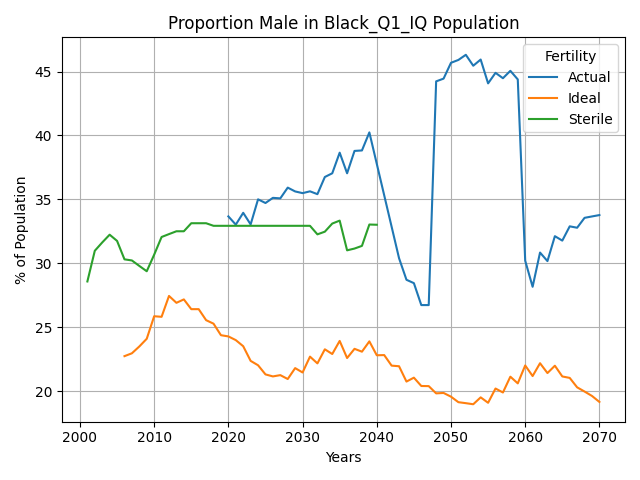 Proportion Male in Black_Q1_IQ Population
Fertility
Actual
Ideal
Sterile
% of Population
45
40
35
30
25
20
2000 2010 2020 2030 2040 2050 2060 2070
Years